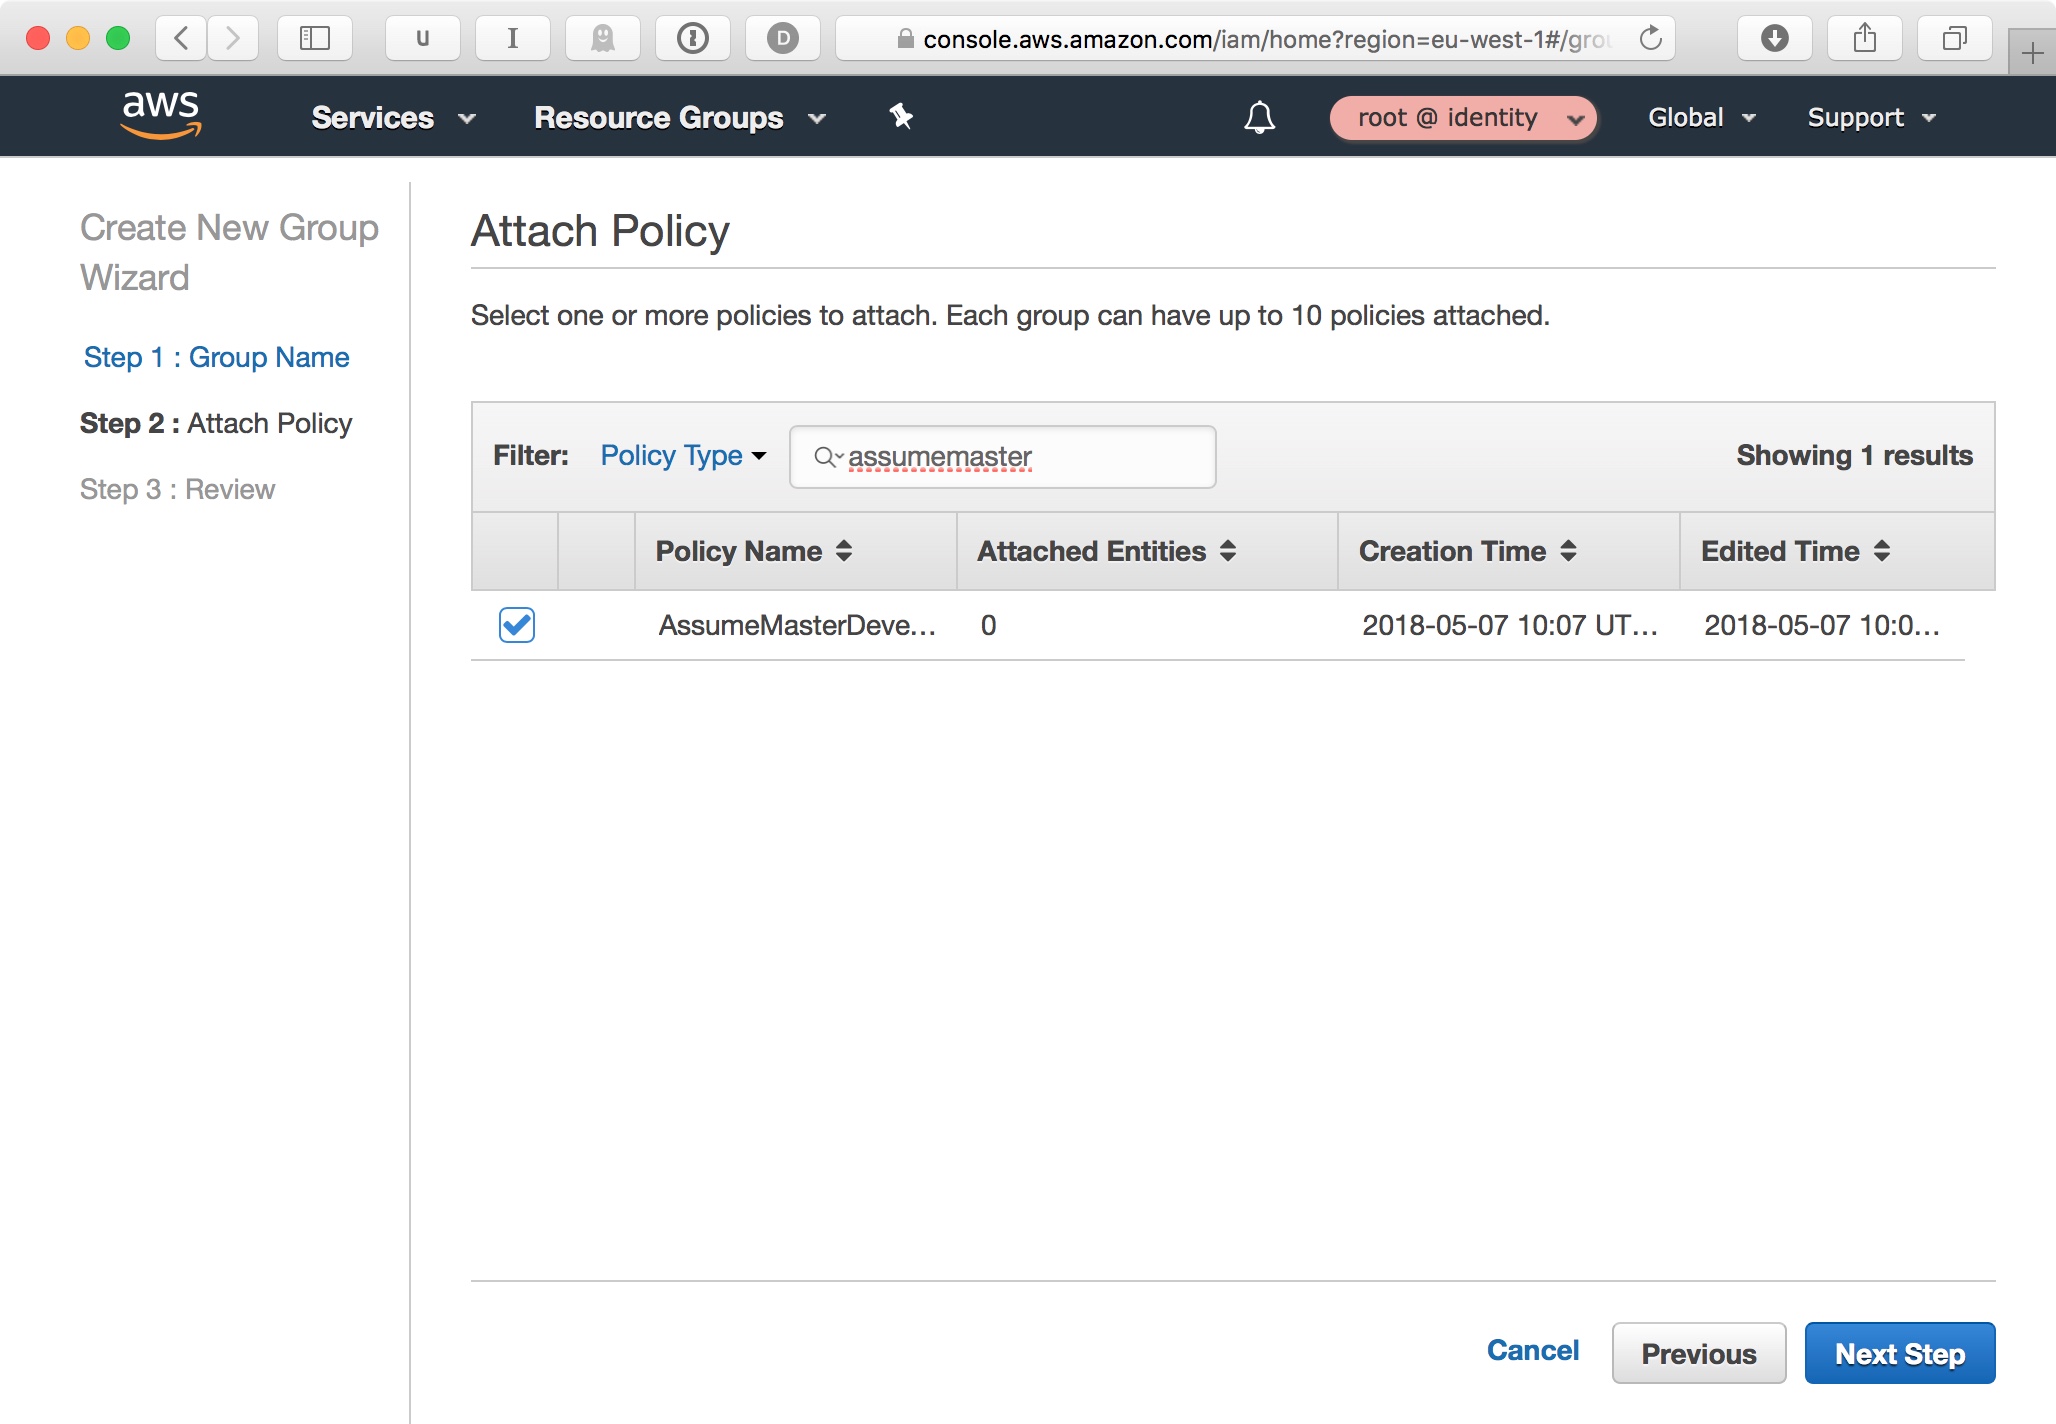 U
I
D
console.aws.amazon.com/iam/home?region=eu-west-1#/grou
aws
Services
Resource Groups
root @ identity
Global
Support
Create New Group
Wizard
Step 1 : Group Name
Step 2 : Attach Policy
Step 3 : Review
Attach Policy
Select one or more policies to attach. Each group can have up to 10 policies attached.
Filter: Policy Type assumemaster Showing 1 results
Policy Name Attached Entities Creation Time Edited Time
AssumeMasterDeve... 0 2018-05-07 10:07 UT... 2018-05-07 10:0...
Cancel Previous Next Step